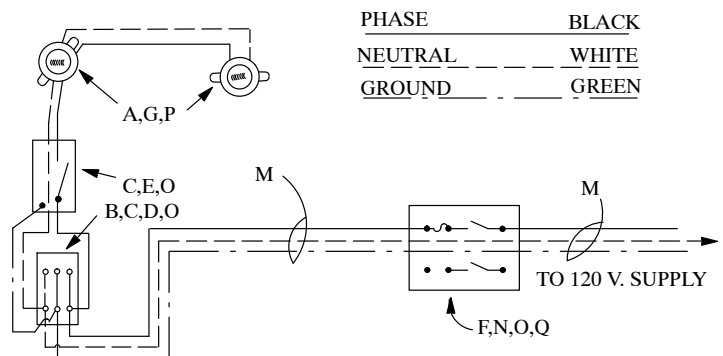 PHASE BLACK
NEUTRAL WHITE
GROUND GREEN
A,G,P
C,E,O
B,C,D,O
M
M
TO 120 V. SUPPLY
F,N,O,Q